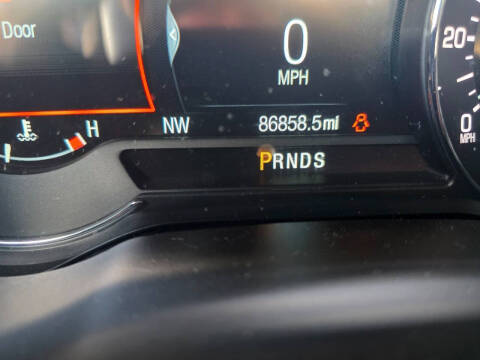 Door
0
MPH
20
H
NW
86858.5mi
0
MPH
PRNDS